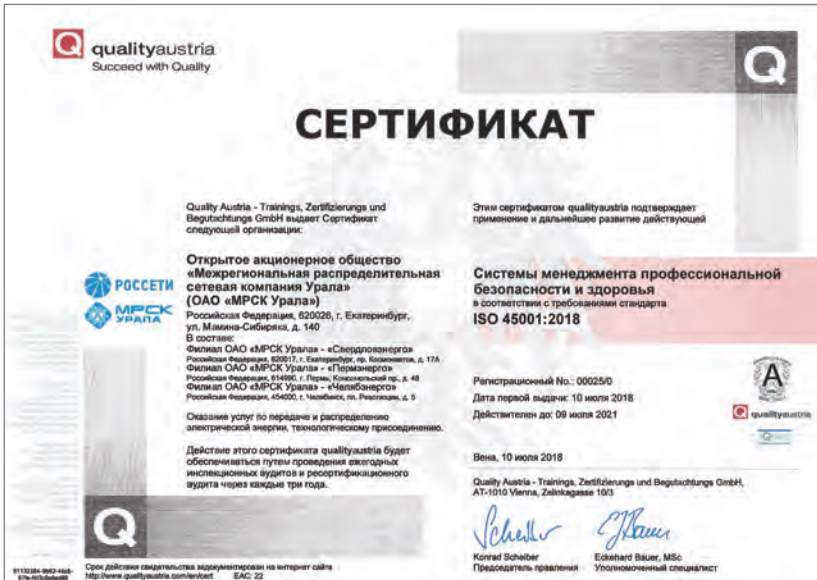 qualityaustria
Succeed with Quality
Q
СЕРТИФИКАТ
Quality Austria - Trainings, Zertifizierungs und
Begutachtungs GmbH выдает Сертификат
следующей организации:
Открытое акционерное общество
«Межрегиональная распределительная
сетевая компания Урала»
(ОАО «МРСК Урала»)
РОССЕТИ
МРСК
УРАЛА
Российская Федерация, 620026, г. Екатеринбург,
ул. Мамина-Сибиряка, д. 140
В составе:
Филиал ОАО «МРСК Урала» - «Свердловэнерго»
Российская Федерация, 620017, г. Екатеринбург, пр. Космонавтов, д. 17А
Филиал ОАО «МРСК Урала» - «Пермэнерго»
Российская Федерация, 614990, г. Пермь, Комсомольский пр., д. 48
Филиал ОАО «МРСК Урала» - «Челябэнерго»
Российская Федерация, 454000, г. Челябинск, пл. Революции, д. 5
Оказание услуг по передаче и распределению
электрической энергии, технологическому присоединению.
Действие этого сертификата qualityaustria будет
обеспечиваться путем проведения ежегодных
инспекционных аудитов и ресертификационного
аудита через каждые три года.
Этим сертификатом qualityaustria подтверждает
применение и дальнейшее развитие действующей
Системы менеджмента профессиональной
безопасности и здоровья
в соответствии с требованиями стандарта
ISO 45001:2018
Регистрационный No.: 00025/0
Дата первой выдачи: 10 июля 2018
Действителен до: 09 июля 2021
A
qualityaustria
Вена, 10 июля 2018
Quality Austria - Trainings, Zertifizierungs und Begutachtungs GmbH,
AT-1010 Vienna, Zelinkagasse 10/3
Konrad Scheiber
Председатель правления
Eckehard Bauer, MSc
Уполномоченный специалист
Q
Срок действия свидетельства задокументирован на интернет сайте
http://www.qualityaustria.com/en/cert EAC: 22